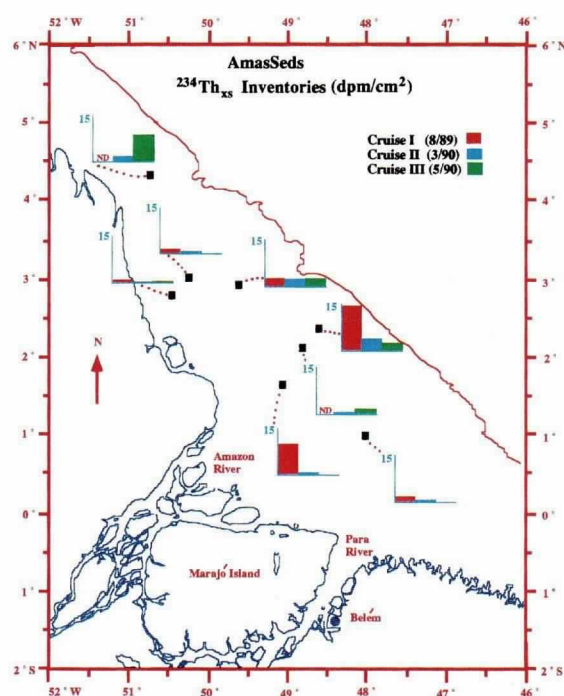 52 °W
51
50
49
48
47
46
6 °N
5
4
3
2
1
0
1
2°S
6
5
4
3
2
1
0
1
2
AmasSeds
²³⁴Thxs Inventories (dpm/cm²)
Cruise I (8/89)
Cruise II (3/90)
Cruise III (5/90)
15
ND
15
15
15
15
15
ND
15
15
N
Amazon
River
Para
River
Marajó Island
Belém
52 °W
51
50
49
48
47
46